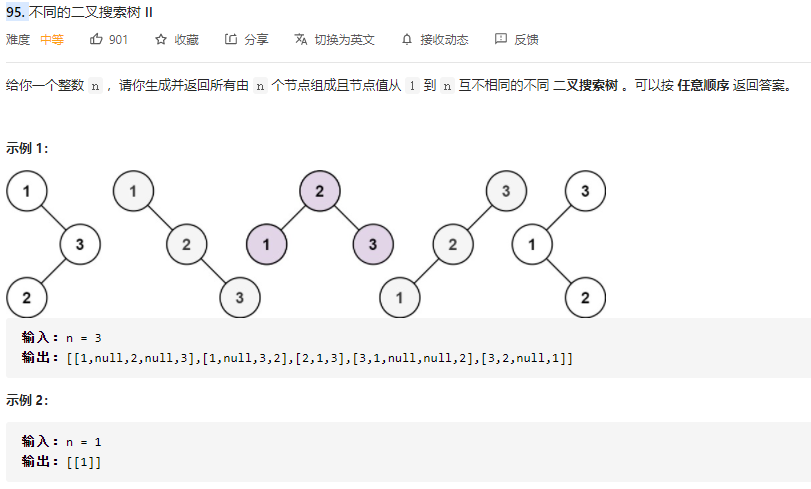 95. 不同的二叉搜索树 II
难度 中等 901 收藏 分享 切换为英文 接收动态 反馈
给你一个整数 n ，请你生成并返回所有由 n 个节点组成且节点值从 1 到 n 互不相同的不同 二叉搜索树 。可以按 任意顺序 返回答案。
示例 1：
1 1 2 3 3
3 2 1 3 2 1
2 3 1 2
输入：n = 3
输出：[[1,null,2,null,3],[1,null,3,2],[2,1,3],[3,1,null,null,2],[3,2,null,1]]
示例 2：
输入：n = 1
输出：[[1]]